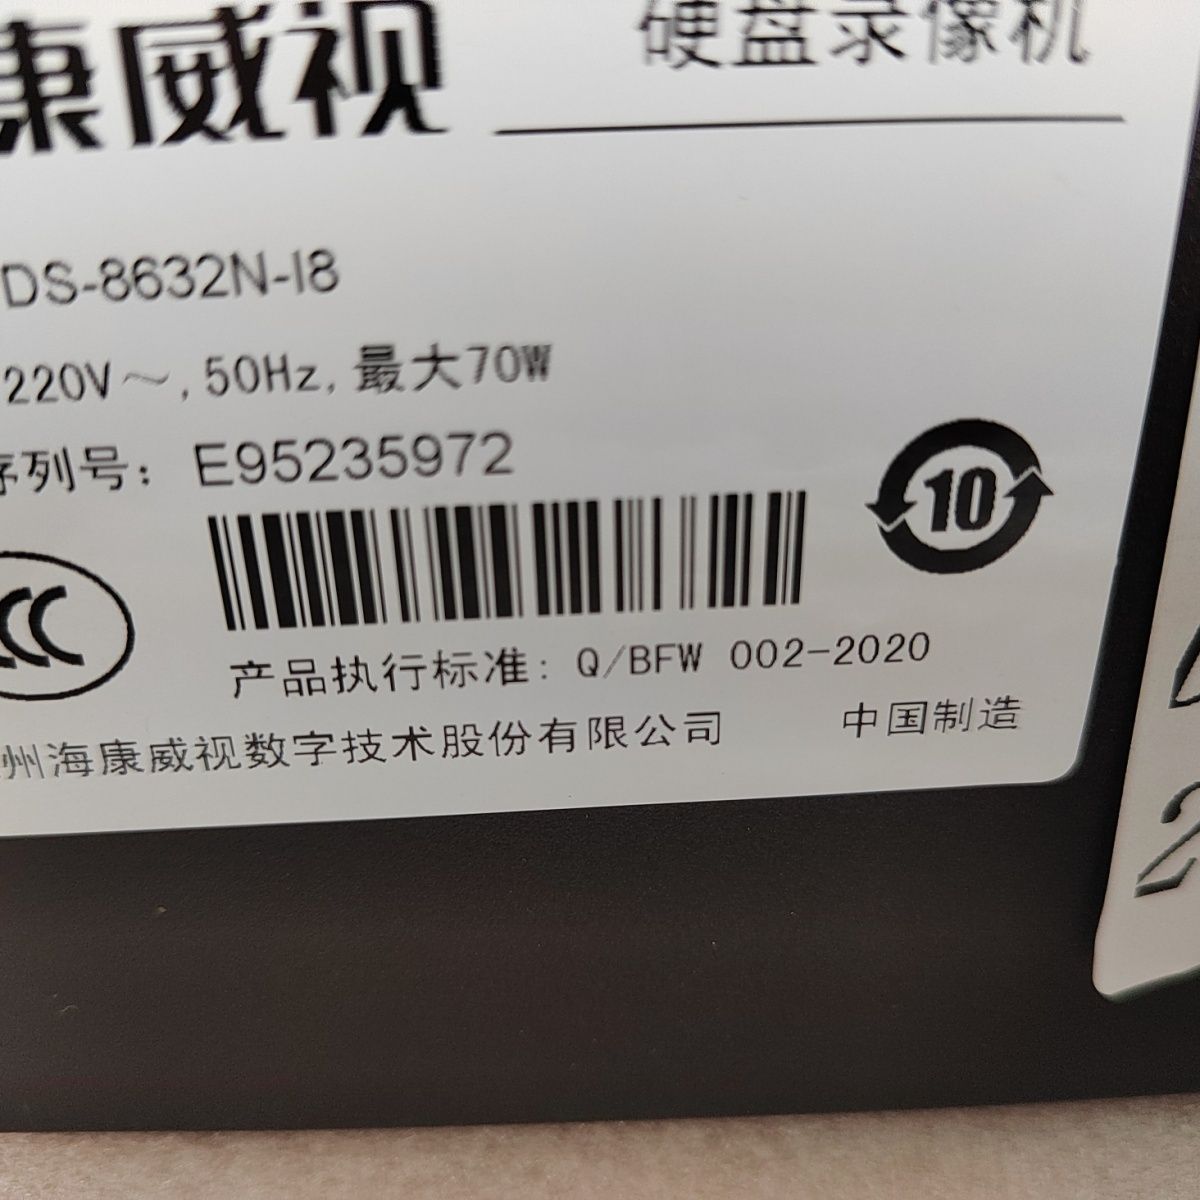 康威视
硬盘录像机
DS-8632N-I8
220V～,50Hz,最大70W
序列号：E95235972
10
CCC
产品执行标准：Q/BFW 002-2020
州海康威视数字技术股份有限公司
中国制造
2